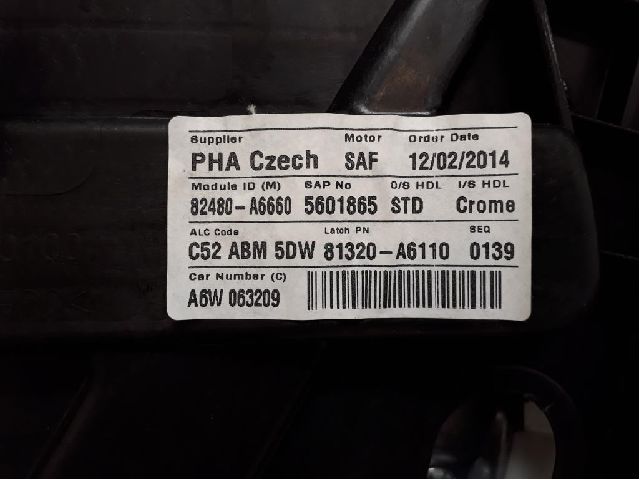 Supplier Motor Order Date
PHA Czech SAF 12/02/2014
Module ID (M) SAP No O/S HDL I/S HDL
82480-A6660 5601865 STD Crome
ALC Code Latch PN SEQ
C52 ABM 5DW 81320-A6110 0139
Car Number (C)
A6W 063209